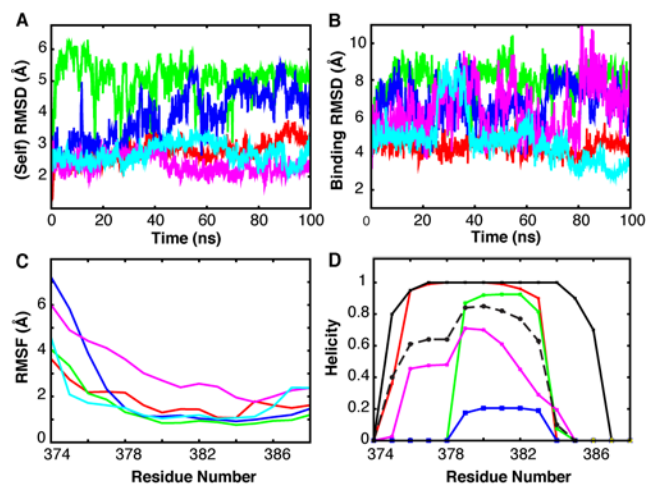 A
(Self) RMSD (Å)
6
5
4
3
2
0 20 40 60 80 100
Time (ns)
B
Binding RMSD (Å)
10
8
6
4
2
0 20 40 60 80 100
Time (ns)
C
RMSF (Å)
6
4
2
0
374 378 382 386
Residue Number
D
Helicity
1
0.8
0.6
0.4
0.2
0
374 378 382 386
Residue Number